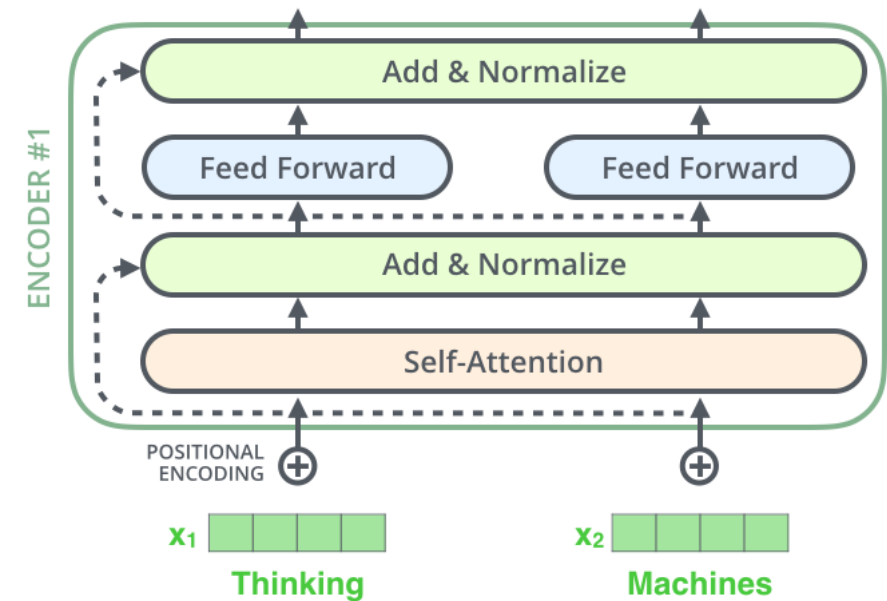 ENCODER #1
Add & Normalize
Feed Forward
Feed Forward
Add & Normalize
Self-Attention
POSITIONAL
ENCODING
x₁
x₂
Thinking
Machines